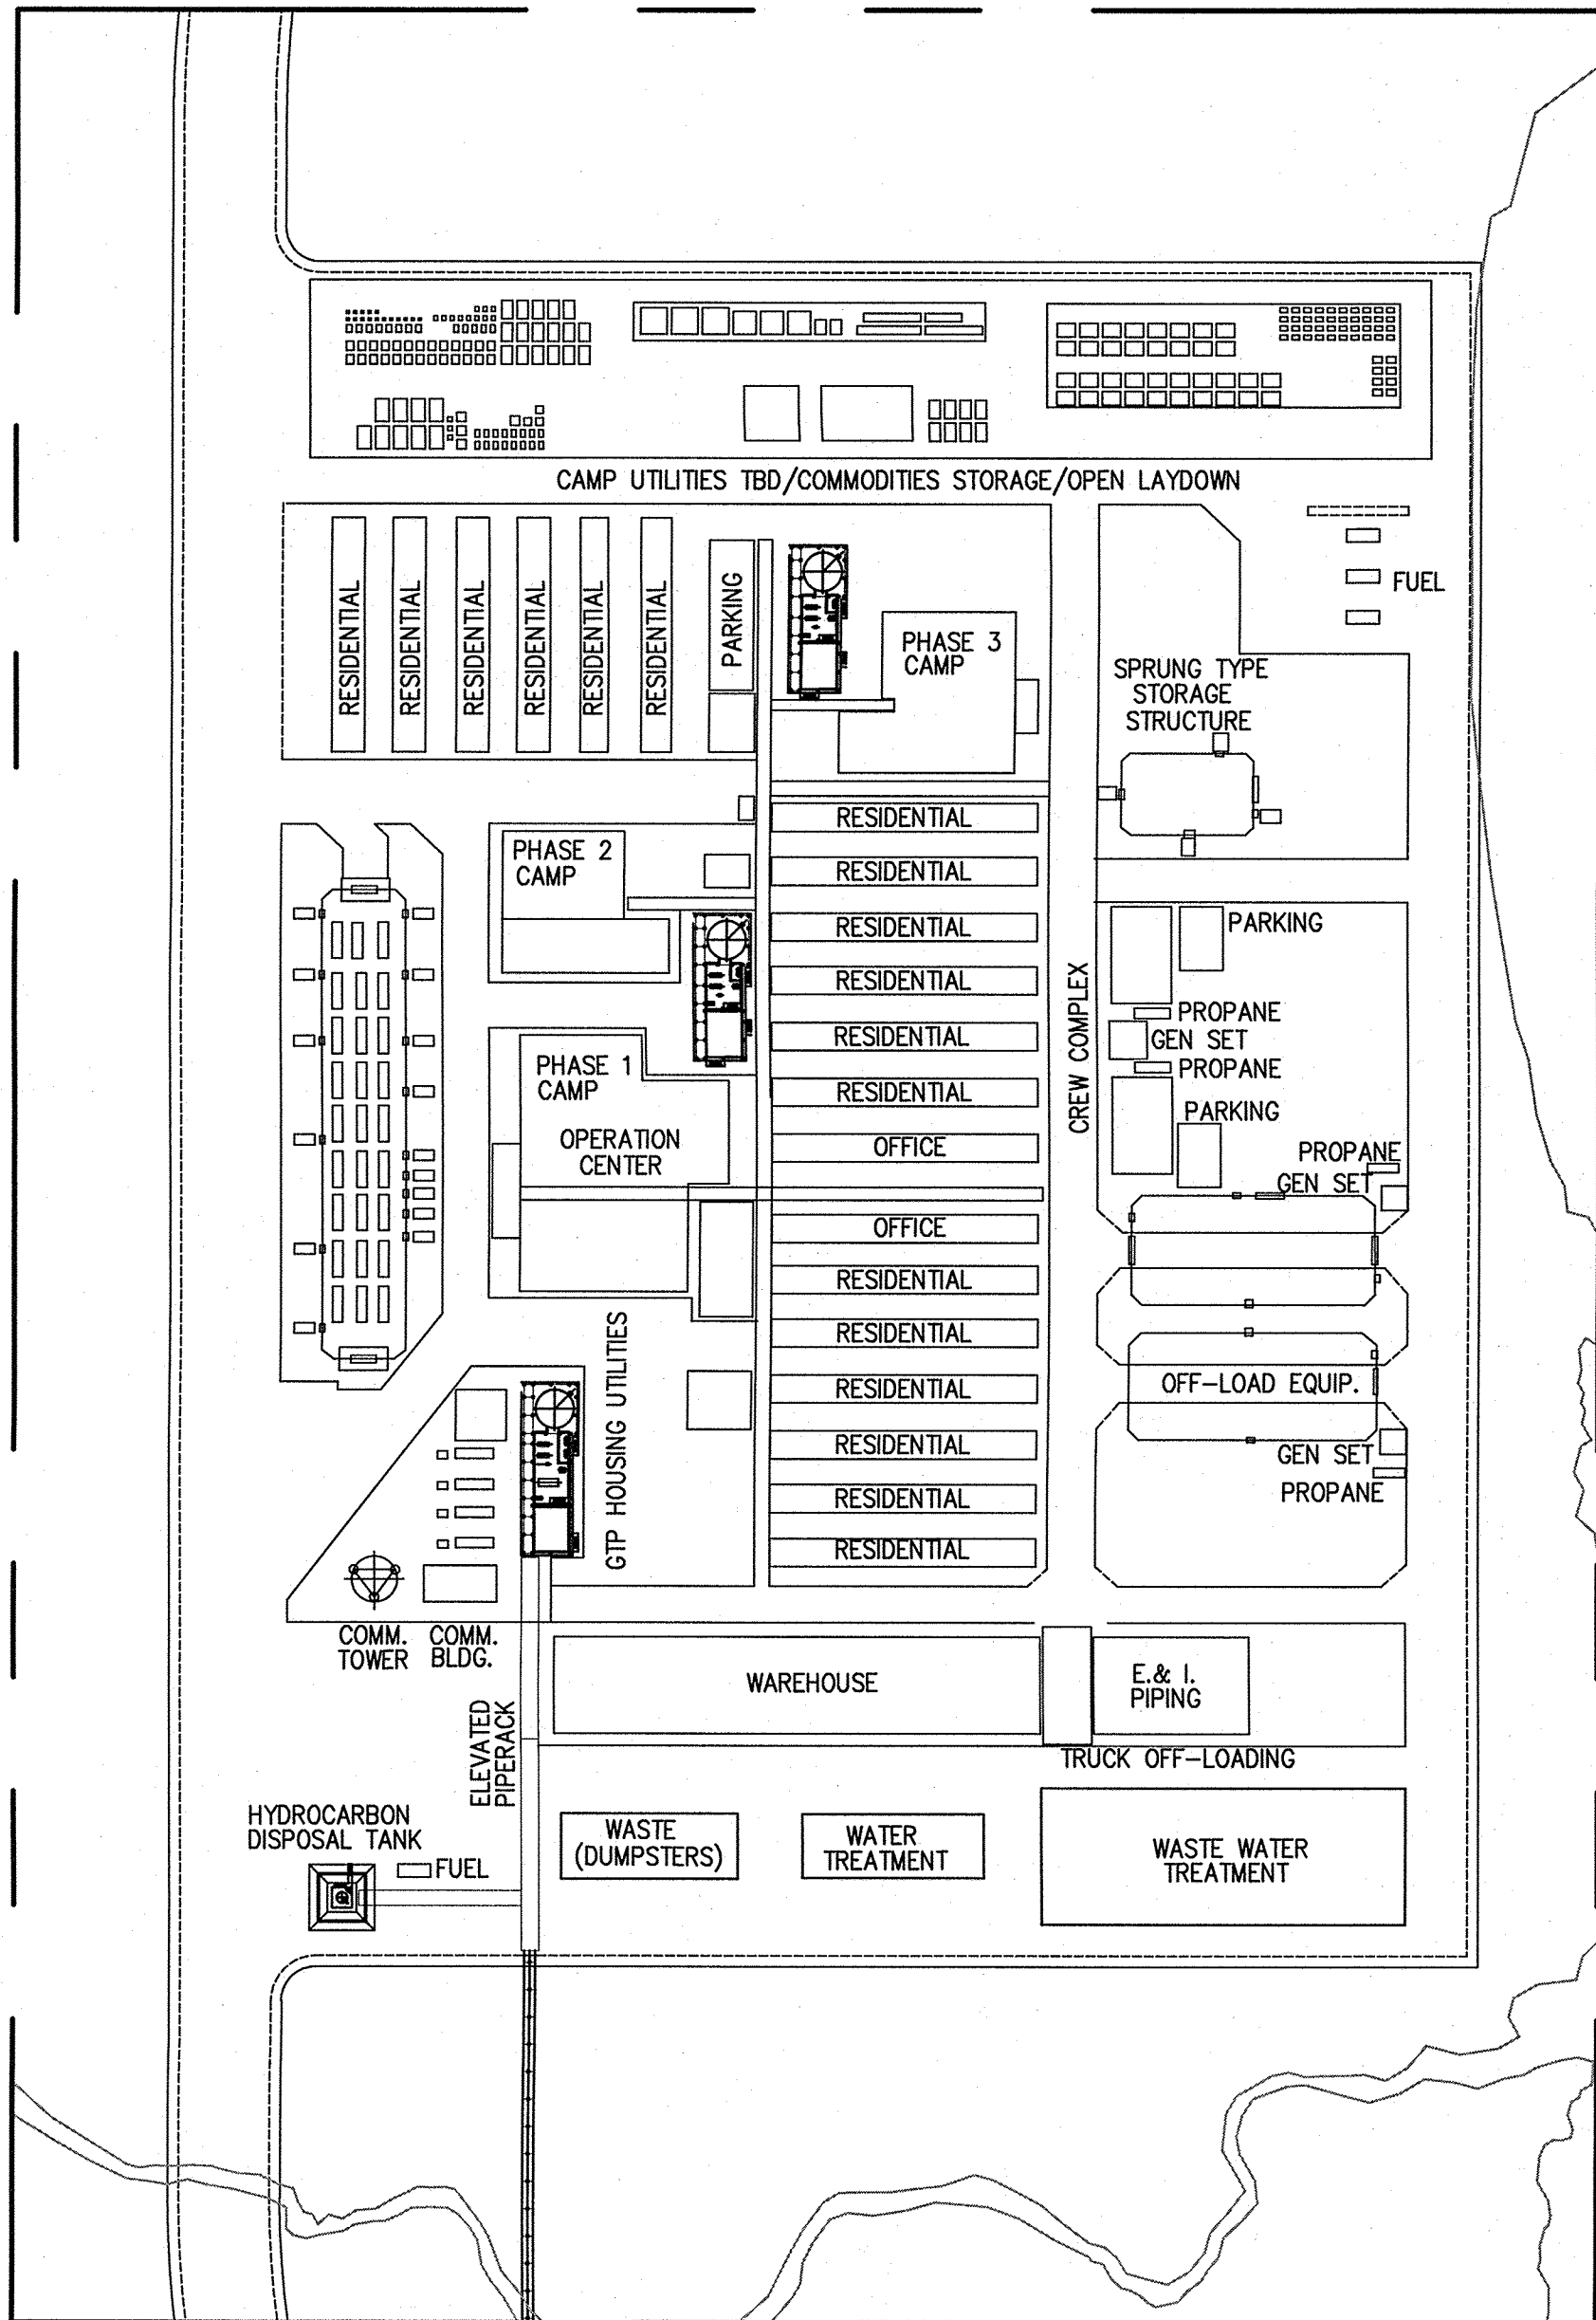 CAMP UTILITIES TBD/COMMODITIES STORAGE/OPEN LAYDOWN
RESIDENTIAL
RESIDENTIAL
RESIDENTIAL
RESIDENTIAL
RESIDENTIAL
RESIDENTIAL
PARKING
PHASE 3
CAMP
FUEL
SPRUNG TYPE
STORAGE
STRUCTURE
RESIDENTIAL
PHASE 2
CAMP
RESIDENTIAL
RESIDENTIAL
RESIDENTIAL
RESIDENTIAL
RESIDENTIAL
CREW COMPLEX
PARKING
PROPANE
GEN SET
PROPANE
PARKING
PHASE 1
CAMP
OPERATION
CENTER
OFFICE
PROPANE
GEN SET
OFFICE
RESIDENTIAL
RESIDENTIAL
RESIDENTIAL
RESIDENTIAL
RESIDENTIAL
RESIDENTIAL
OFF-LOAD EQUIP.
GEN SET
PROPANE
GTP HOUSING UTILITIES
COMM.
TOWER
COMM.
BLDG.
WAREHOUSE
E.& I.
PIPING
TRUCK OFF-LOADING
ELEVATED
PIPERACK
HYDROCARBON
DISPOSAL TANK
FUEL
WASTE
(DUMPSTERS)
WATER
TREATMENT
WASTE WATER
TREATMENT